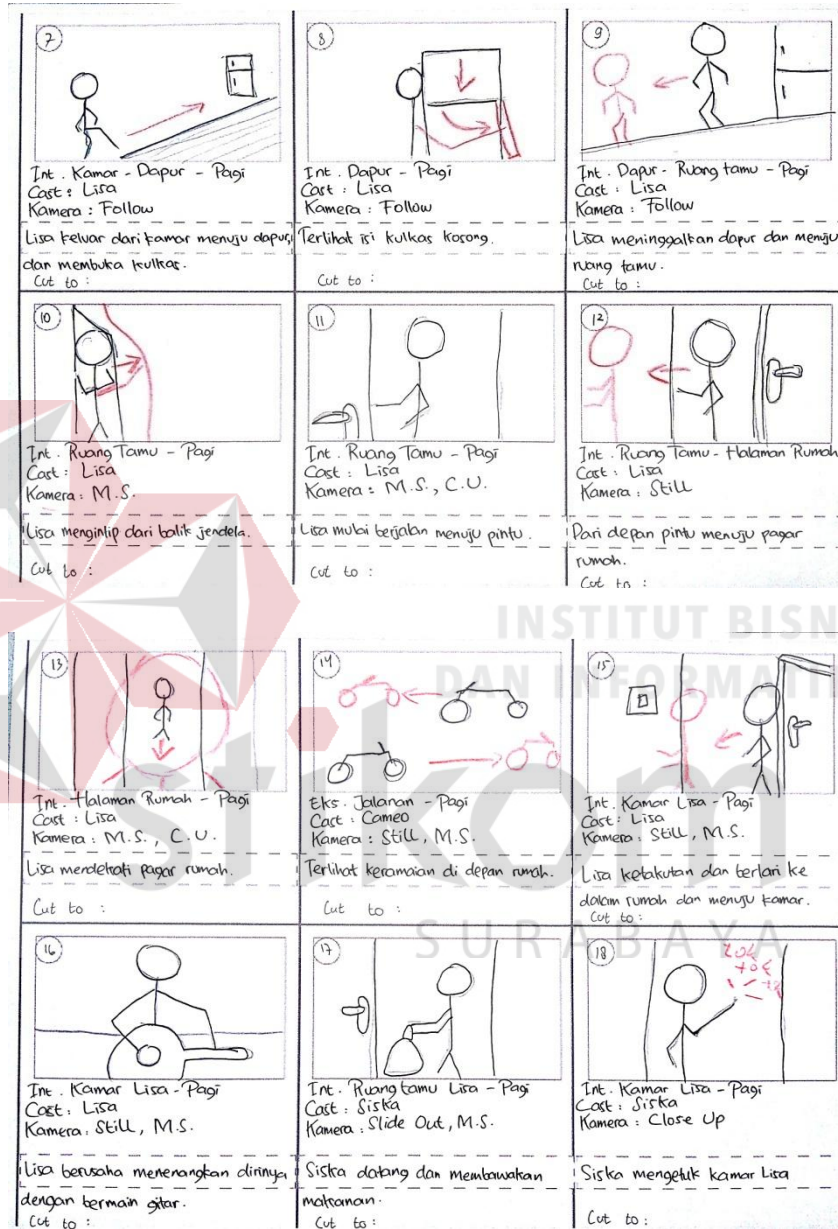 7
Int. Kamar - Dapur - Pagi
Cast : Lisa
Kamera : Follow
Lisa keluar dari kamar menuju dapur,
dan membuka kulkas.
Cut to :
8
Int. Dapur - Pagi
Cast : Lisa
Kamera : Follow
Terlihat isi kulkas kosong.
Cut to :
9
Int. Dapur - Ruang tamu - Pagi
Cast : Lisa
Kamera : Follow
Lisa meninggalkan dapur dan menuju
ruang tamu.
Cut to :
10
Int. Ruang Tamu - Pagi
Cast : Lisa
Kamera : M.S.
Lisa mengintip dari balik jendela.
Cut to :
11
Int. Ruang Tamu - Pagi
Cast : Lisa
Kamera : M.S., C.U.
Lisa mulai berjalan menuju pintu.
Cut to :
12
Int. Ruang Tamu - Halaman Rumah
Cast : Lisa
Kamera : Still
Dari depan pintu menuju pagar
rumah.
Cut to :
INSTITUT BISN
DAN INFORMATI
stikom
SURABAYA
13
Int. Halaman Rumah - Pagi
Cast : Lisa
Kamera : M.S., C.U.
Lisa mendekati pagar rumah.
Cut to :
14
Eks. Jalanan - Pagi
Cast : Cameo
Kamera : Still, M.S.
Terlihat keramaian di depan rumah.
Cut to :
15
Int. Kamar Lisa - Pagi
Cast : Lisa
Kamera : Still, M.S.
Lisa ketakutan dan berlari ke
dalam rumah dan menuju kamar.
Cut to :
16
Int. Kamar Lisa - Pagi
Cast : Lisa
Kamera : Still, M.S.
Lisa berusaha menenangkan dirinya
dengan bermain gitar.
Cut to :
17
Int. Ruang tamu Lisa - Pagi
Cast : Siska
Kamera : Slide Out, M.S.
Siska datang dan membawakan
makanan.
Cut to :
18
Int. Kamar Lisa - Pagi
Cast : Siska
Kamera : Close Up
Siska mengetuk kamar Lisa
Cut to :